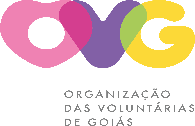 OVG
ORGANIZAÇÃO
DAS VOLUNTÁRIAS
DE GOIÁS